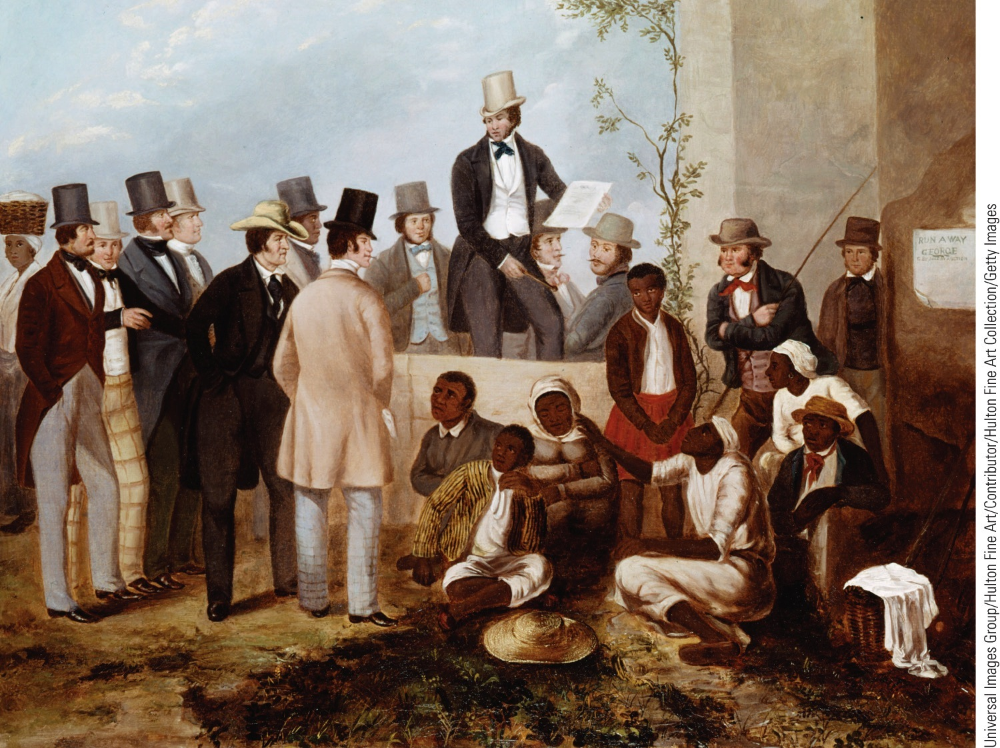 RUN AWAY
GEORGE
Universal Images Group/Hulton Fine Art/Contributor/Hulton Fine Art Collection/Getty Images